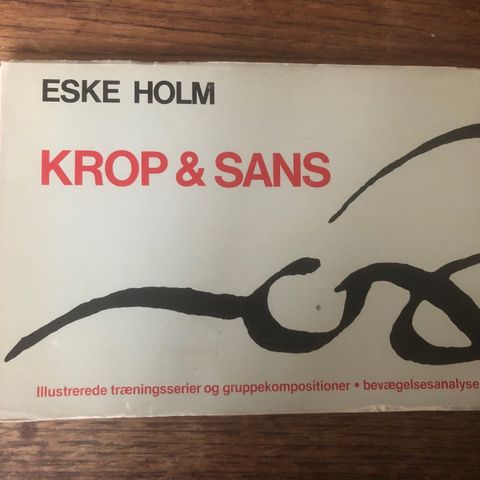 ESKE HOLM
KROP & SANS
Illustrerede træningsserier og gruppekompositioner • bevægelsesanalyse